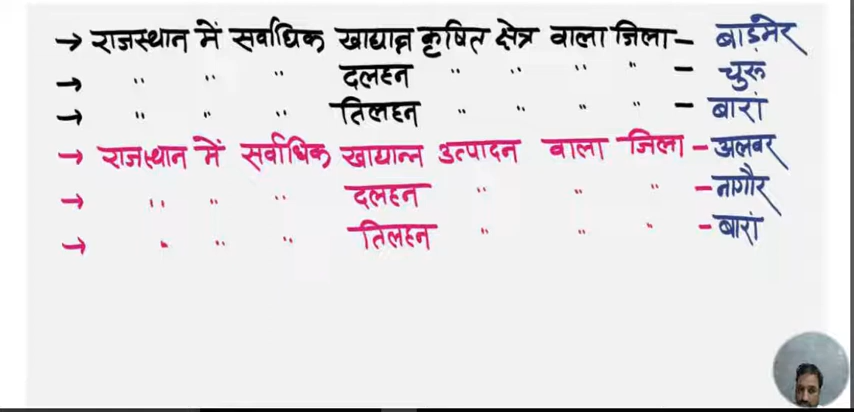 → राजस्थान में सर्वाधिक खाद्यान्न कृषित क्षेत्र वाला जिला – बाड़मेर
→ " " " दलहन " " " " – चुरू
→ " " " तिलहन " " " " – बारां
→ राजस्थान में सर्वाधिक खाद्यान्न उत्पादन वाला जिला – अलवर
→ " " " दलहन " " " – नागौर
→ " " " तिलहन " " " – बारां